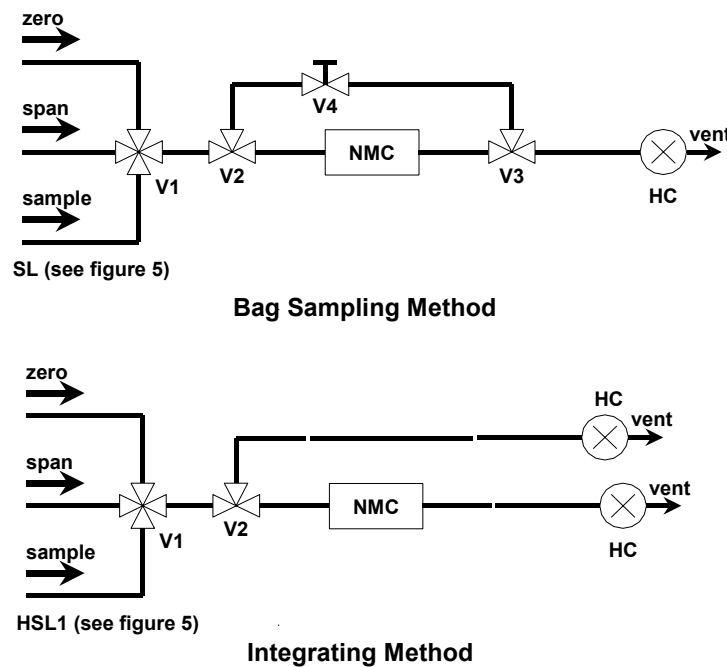 zero
V4
span
NMC
vent
V1
V2
V3
HC
sample
SL (see figure 5)
Bag Sampling Method
zero
HC
vent
span
NMC
vent
V1
V2
HC
sample
HSL1 (see figure 5)
Integrating Method